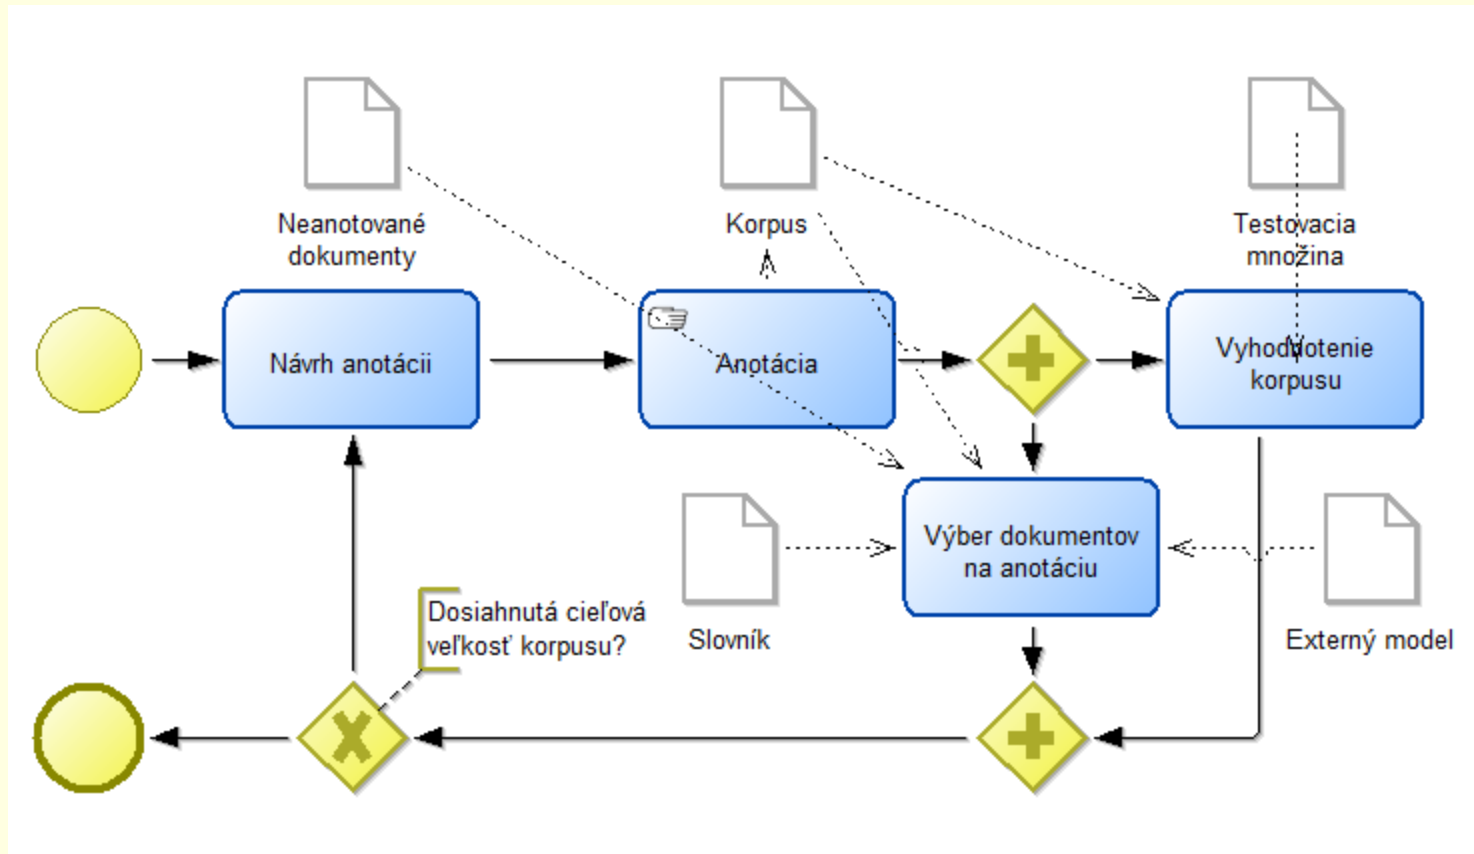 Neanotované
dokumenty
Korpus
Testovacia
množina
Návrh anotácii
Anotácia
Vyhodnotenie
korpusu
Výber dokumentov
na anotáciu
Dosiahnutá cieľová
veľkosť korpusu?
Slovník
Externý model